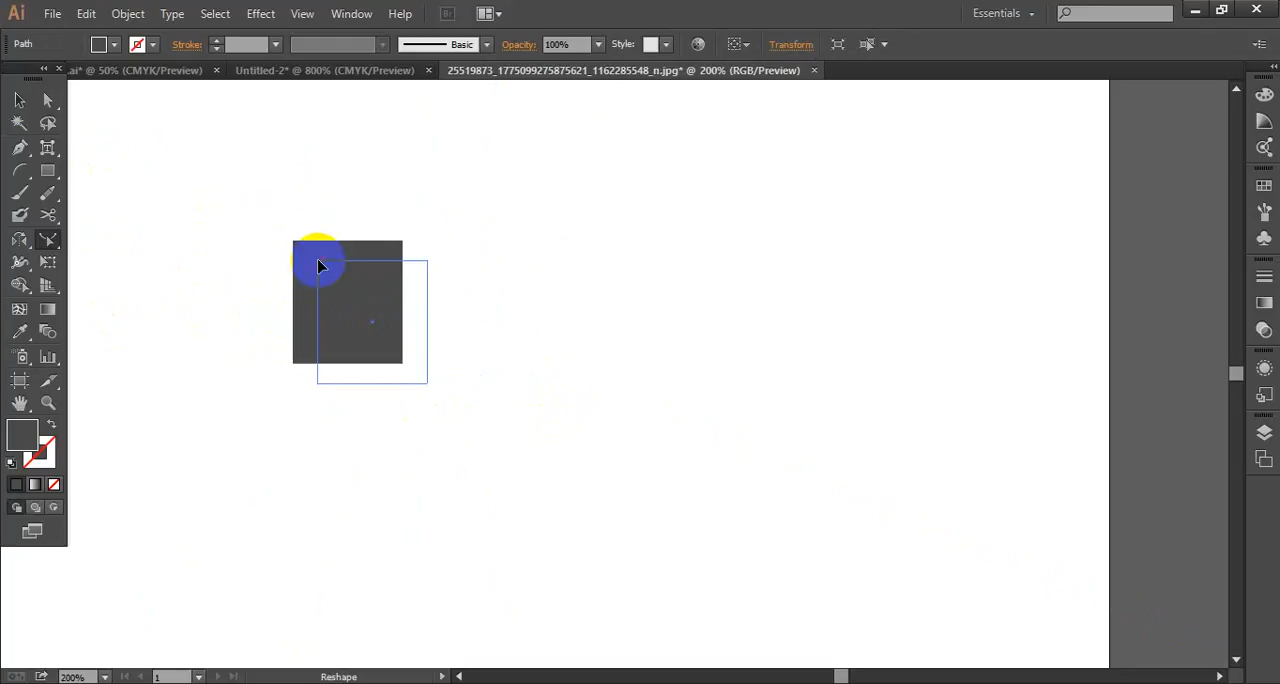 Ai File Edit Object Type Select Effect View Window Help Br Essentials
Path Stroke: Basic Opacity: 100% Style: Transform
.ai* @ 50% (CMYK/Preview) × Untitled-2* @ 800% (CMYK/Preview) × 25519873_1775099275875621_1162285548_n.jpg* @ 200% (RGB/Preview) ×
T
200% 1 Reshape